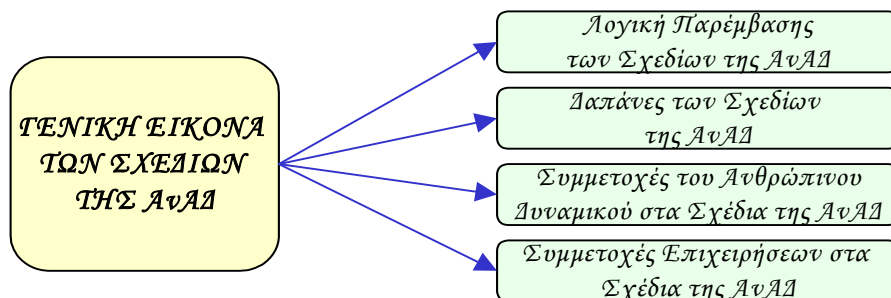 ΓΕΝΙΚΗ ΕΙΚΟΝΑ
ΤΩΝ ΣΧΕΔΙΩΝ
ΤΗΣ ΑνΑΔ
Λογική Παρέμβασης
των Σχεδίων της ΑνΑΔ
Δαπάνες των Σχεδίων
της ΑνΑΔ
Συμμετοχές του Ανθρώπινου
Δυναμικού στα Σχέδια της ΑνΑΔ
Συμμετοχές Επιχειρήσεων στα
Σχέδια της ΑνΑΔ